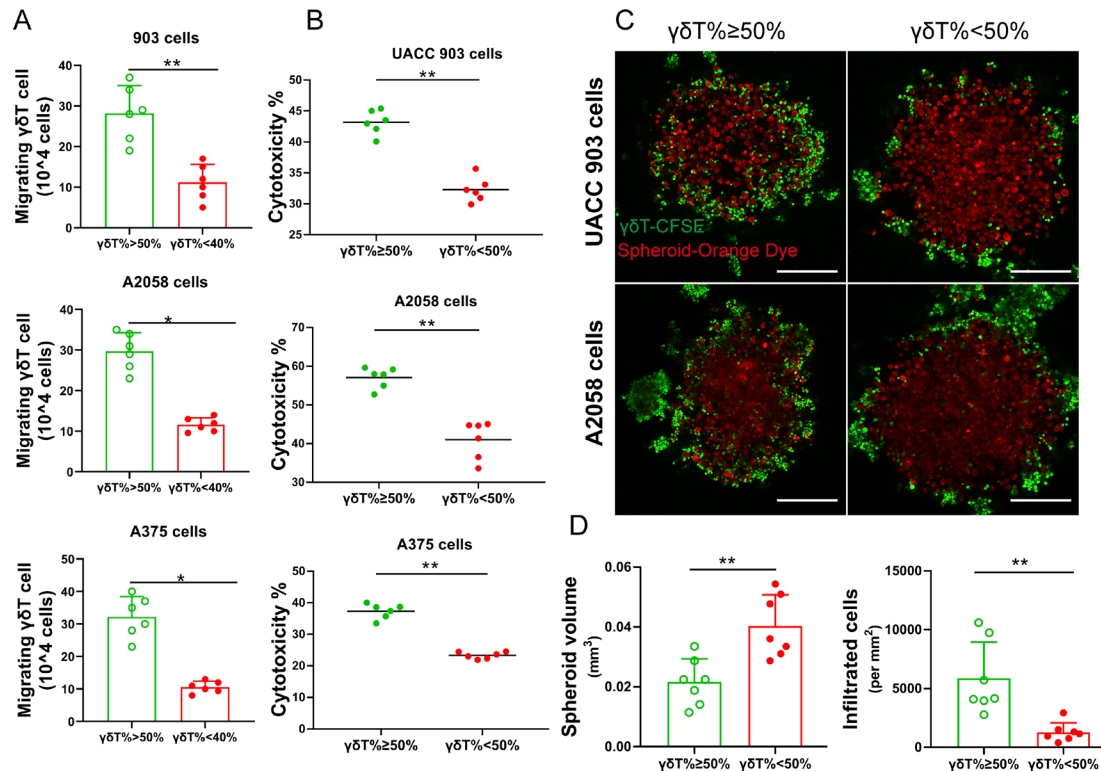 A
903 cells
**
Migrating γδT cell
(10^4 cells)
40
30
20
10
0
γδT%>50%
γδT%<40%
A2058 cells
*
Migrating γδT cell
(10^4 cells)
40
30
20
10
0
γδT%>50%
γδT%<40%
A375 cells
*
Migrating γδT cell
(10^4 cells)
50
40
30
20
10
0
γδT%>50%
γδT%<40%
B
UACC 903 cells
**
Cytotoxicity %
50
45
40
35
30
25
γδT%≥50%
γδT%<50%
A2058 cells
**
Cytotoxicity %
70
60
50
40
30
γδT%≥50%
γδT%<50%
A375 cells
**
Cytotoxicity %
50
40
30
20
10
0
γδT%≥50%
γδT%<50%
C
γδT%≥50%
γδT%<50%
UACC 903 cells
γδT-CFSE
Spheroid-Orange Dye
A2058 cells
D
**
Spheroid volume
(mm³)
0.06
0.04
0.02
0.00
γδT%≥50%
γδT%<50%
**
Infiltrated cells
(per mm²)
15000
10000
5000
0
γδT%≥50%
γδT%<50%